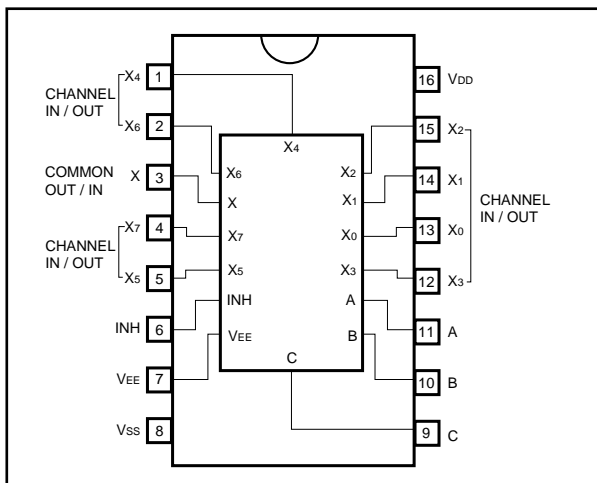 X4 1
CHANNEL
IN / OUT
X6 2
COMMON
OUT / IN
X 3
X7 4
CHANNEL
IN / OUT
X5 5
INH 6
VEE 7
VSS 8
X4
X6
X
X7
X5
INH
VEE
C
X2
X1
X0
X3
A
B
16 VDD
15 X2
14 X1
CHANNEL
IN / OUT
13 X0
12 X3
11 A
10 B
9 C